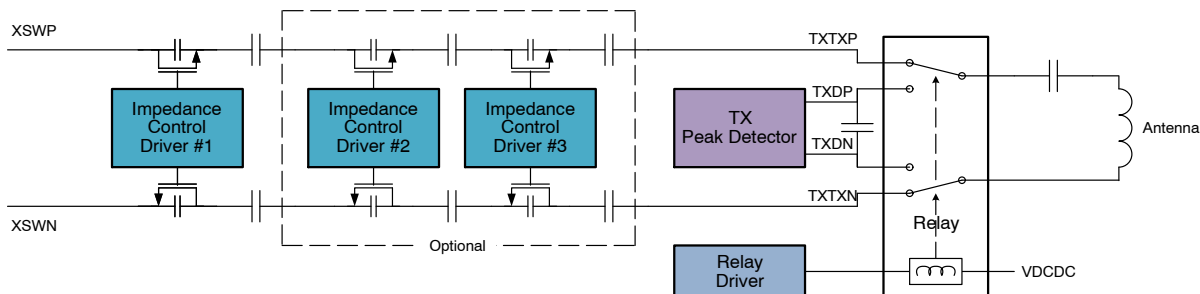 XSWP
TXTXP
Impedance
Control
Driver #1
Impedance
Control
Driver #2
Impedance
Control
Driver #3
TX
Peak Detector
TXDP
TXDN
Antenna
XSWN
Optional
TXTXN
Relay
Relay
Driver
VDCDC